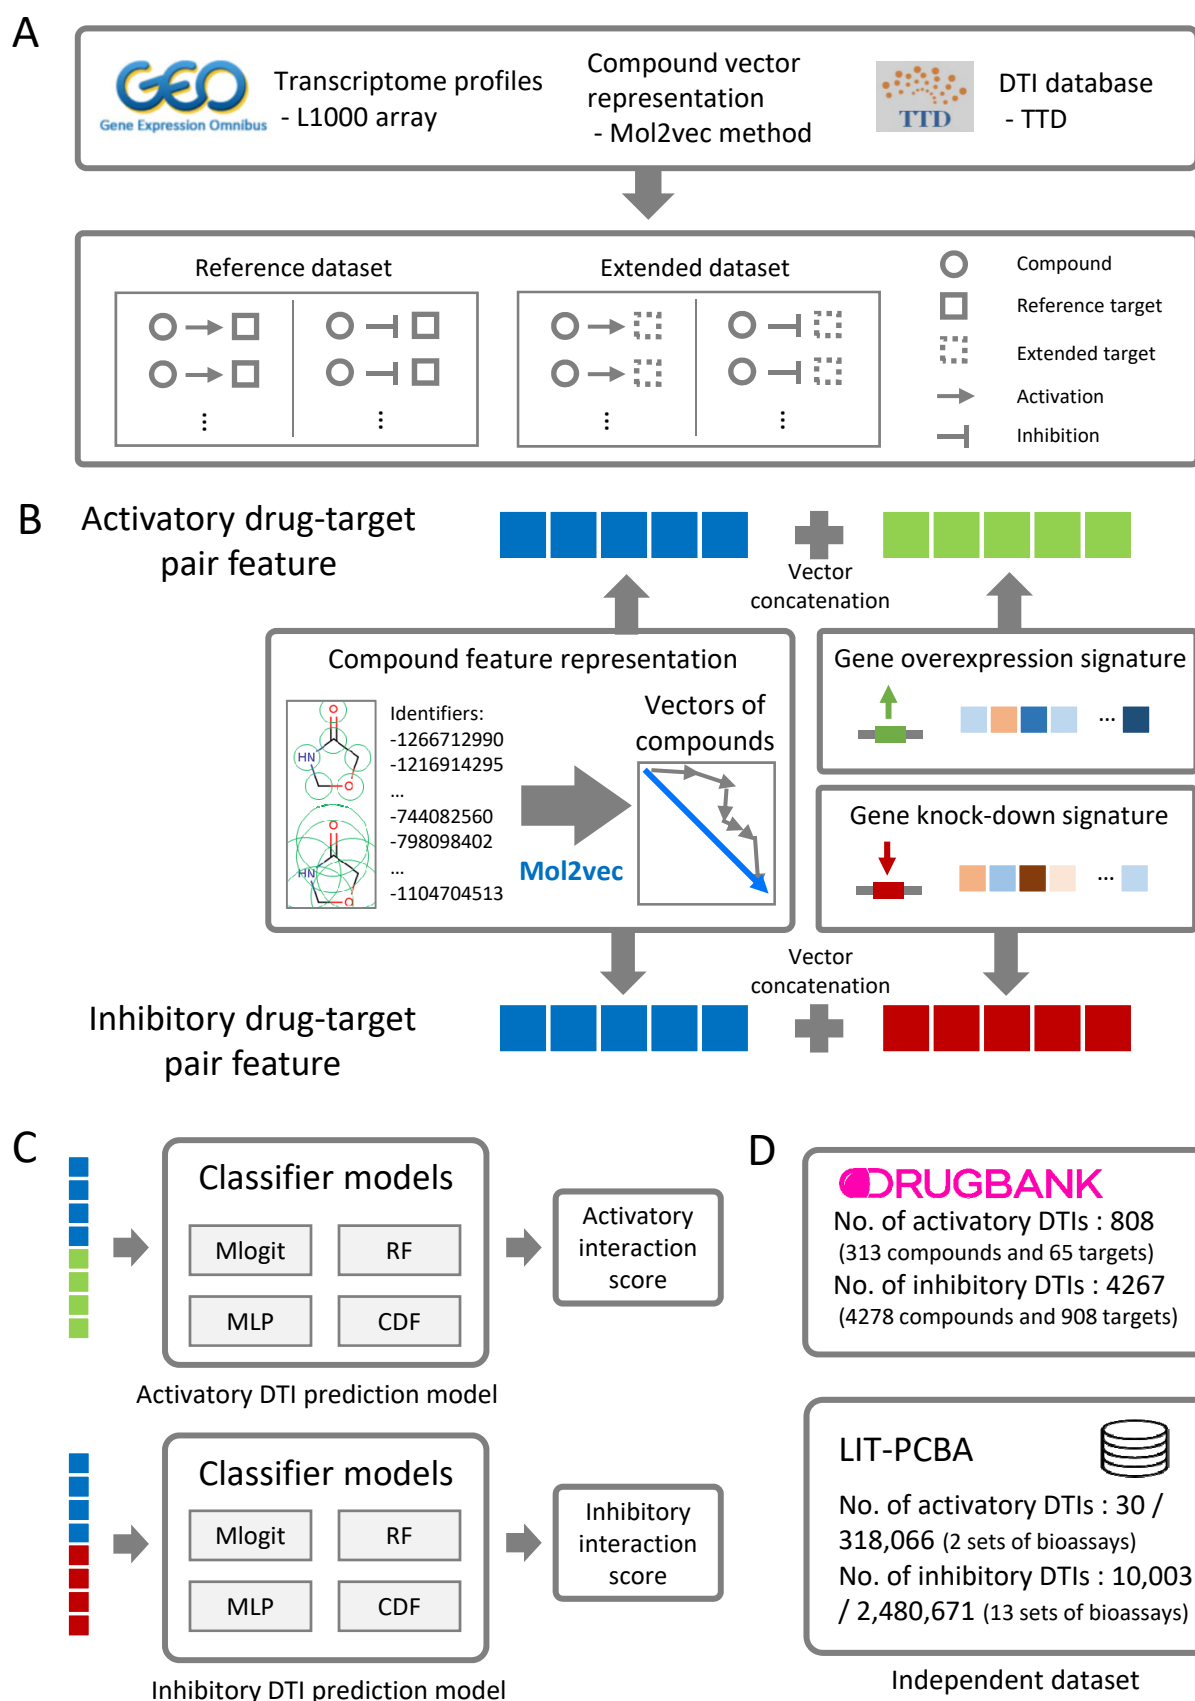 A
GEO
Gene Expression Omnibus
Transcriptome profiles
- L1000 array
Compound vector
representation
- Mol2vec method
TTD
DTI database
- TTD
Reference dataset
Extended dataset
Compound
Reference target
Extended target
Activation
Inhibition
...
...
...
...
B
Activatory drug-target
pair feature
Vector
concatenation
Compound feature representation
Identifiers:
-1266712990
-1216914295
...
-744082560
-798098402
...
-1104704513
O
HN
O
O
HN
O
Mol2vec
Vectors of
compounds
Gene overexpression signature
...
Gene knock-down signature
...
Vector
concatenation
Inhibitory drug-target
pair feature
C
Classifier models
Mlogit
RF
MLP
CDF
Activatory DTI prediction model
Activatory
interaction
score
Classifier models
Mlogit
RF
MLP
CDF
Inhibitory DTI prediction model
Inhibitory
interaction
score
D
DRUGBANK
No. of activatory DTIs : 808
(313 compounds and 65 targets)
No. of inhibitory DTIs : 4267
(4278 compounds and 908 targets)
LIT-PCBA
No. of activatory DTIs : 30 /
318,066 (2 sets of bioassays)
No. of inhibitory DTIs : 10,003
/ 2,480,671 (13 sets of bioassays)
Independent dataset